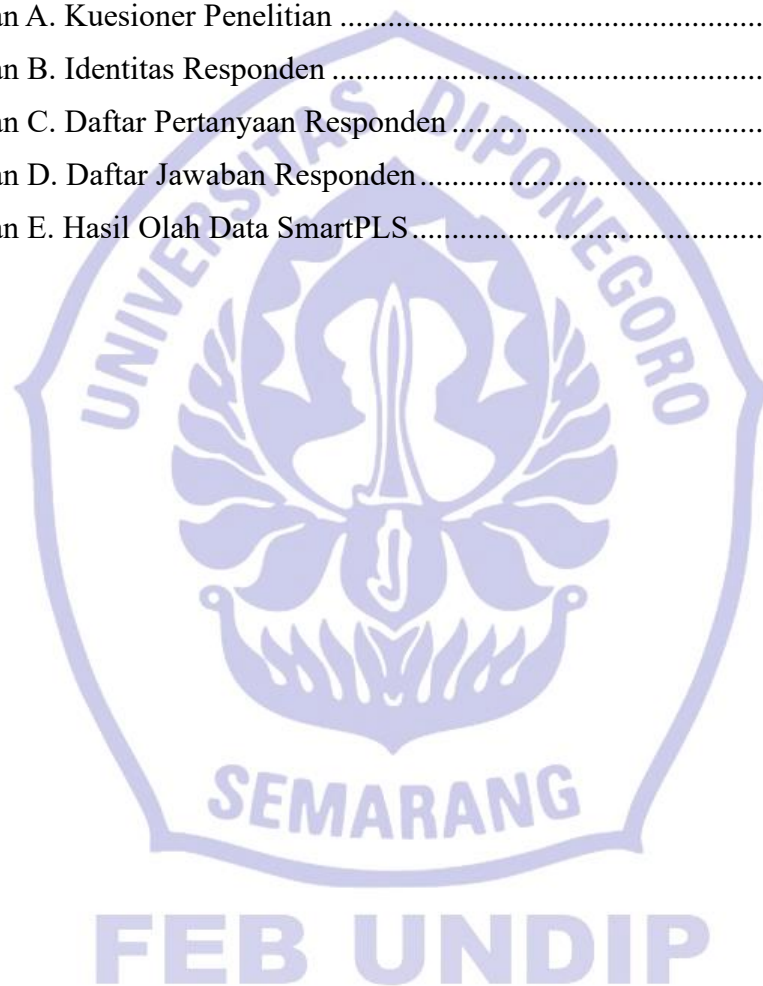 an A. Kuesioner Penelitian ....................................................
an B. Identitas Responden .....................................................
an C. Daftar Pertanyaan Responden ......................................
an D. Daftar Jawaban Responden ..........................................
an E. Hasil Olah Data SmartPLS ...........................................
UNIVERSITAS DIPONEGORO
SEMARANG
FEB UNDIP